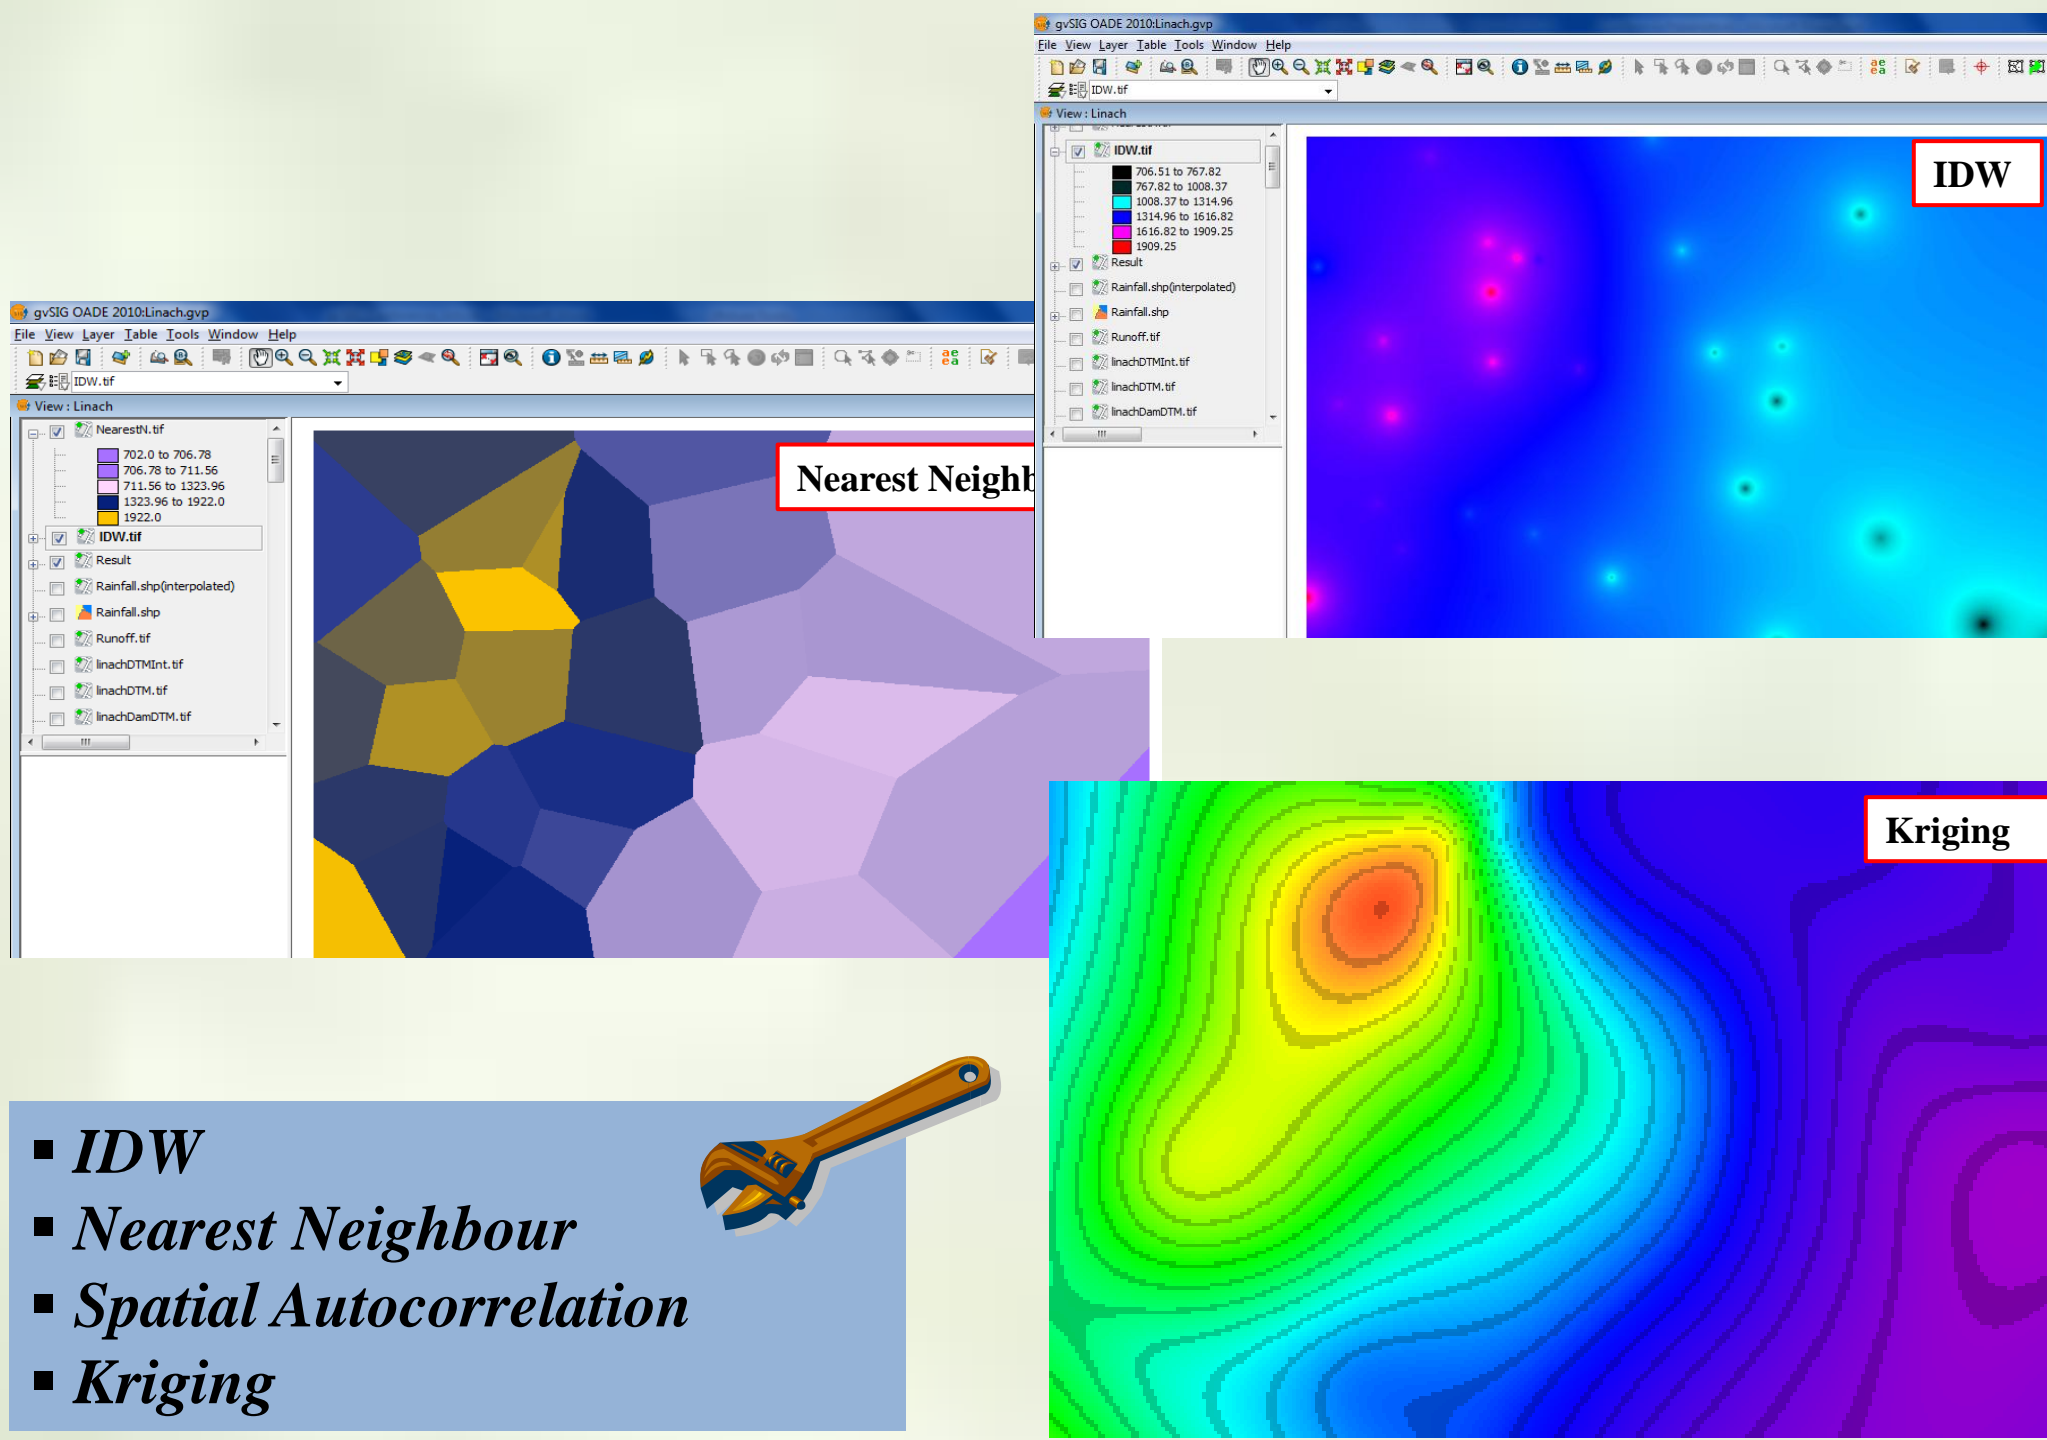 gvSIG OADE 2010:Linach.gvp
File View Layer Table Tools Window Help
IDW.tif
View : Linach
IDW.tif
706.51 to 767.82
767.82 to 1008.37
1008.37 to 1314.96
1314.96 to 1616.82
1616.82 to 1909.25
1909.25
Result
Rainfall.shp(interpolated)
Rainfall.shp
Runoff.tif
linachDTMInt.tif
linachDTM.tif
linachDamDTM.tif
IDW
gvSIG OADE 2010:Linach.gvp
File View Layer Table Tools Window Help
IDW.tif
View : Linach
NearestN.tif
702.0 to 706.78
706.78 to 711.56
711.56 to 1323.96
1323.96 to 1922.0
1922.0
IDW.tif
Result
Rainfall.shp(interpolated)
Rainfall.shp
Runoff.tif
linachDTMInt.tif
linachDTM.tif
linachDamDTM.tif
Nearest Neighb
Kriging
▪ IDW
▪ Nearest Neighbour
▪ Spatial Autocorrelation
▪ Kriging